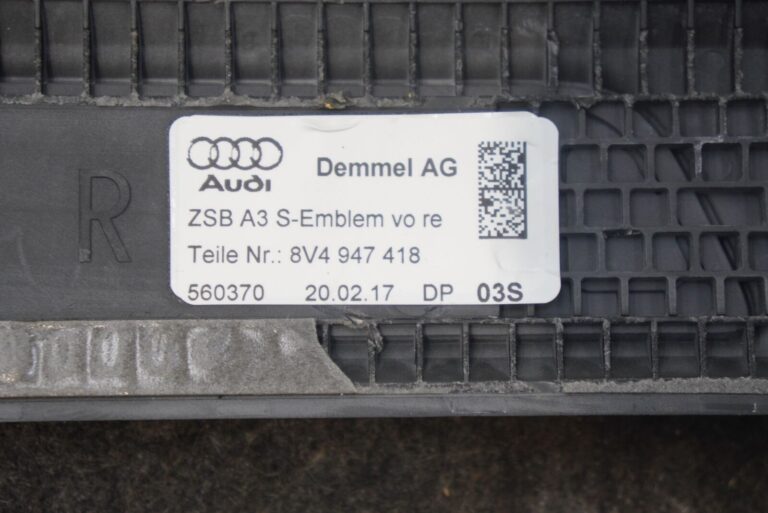 R
Audi
Demmel AG
ZSB A3 S-Emblem vo re
Teile Nr.: 8V4 947 418
560370 20.02.17 DP 03S